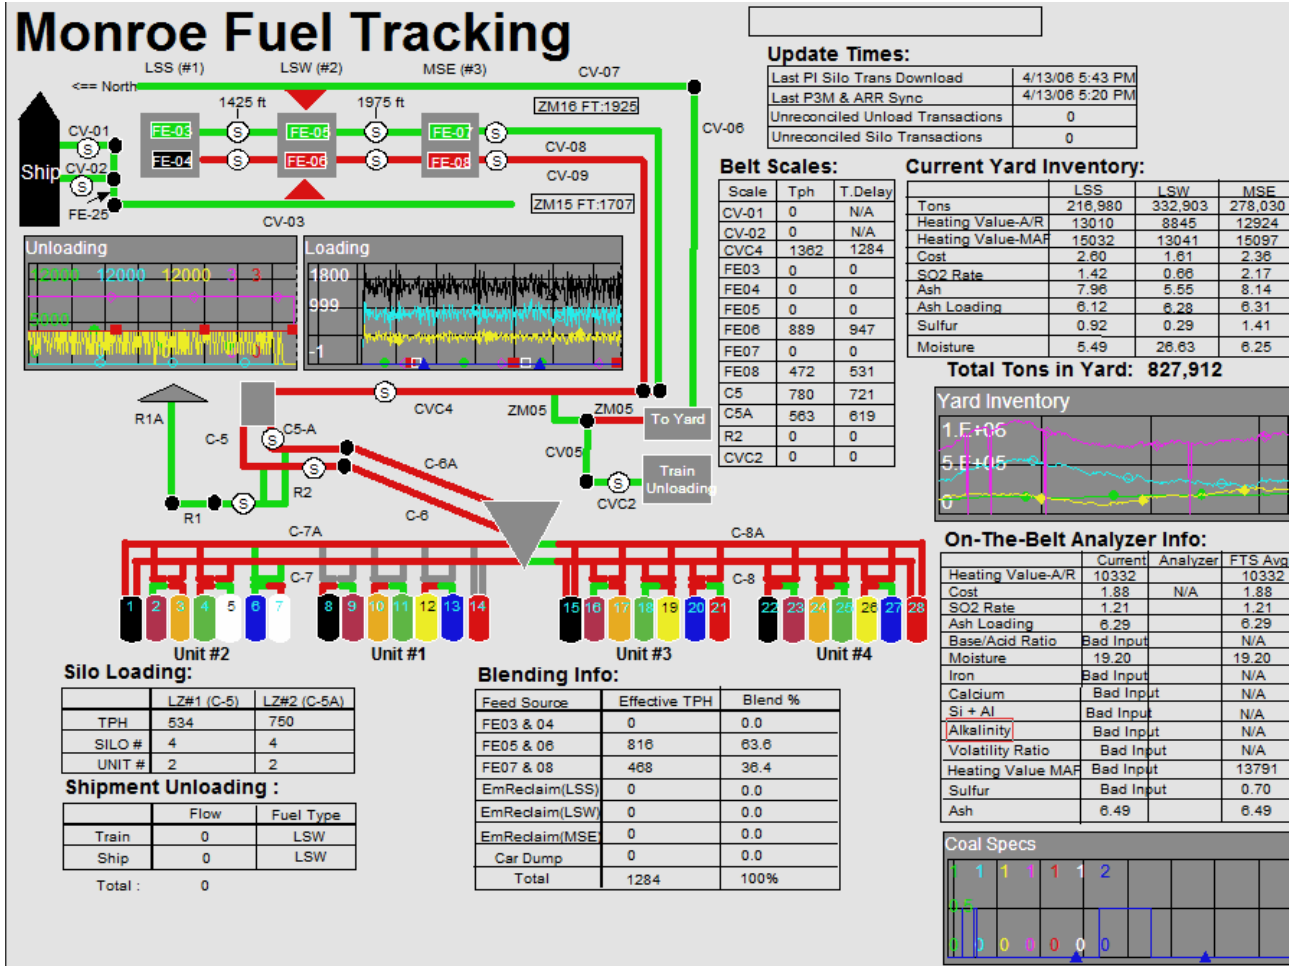 Monroe Fuel Tracking
LSS (#1) LSW (#2) MSE (#3) CV-07
<== North
1425 ft 1975 ft ZM16 FT:1925
CV-01 FE-03 S FE-05 S FE-07 S CV-06
S CV-08
Ship CV-02 FE-04 S FE-06 S FE-08 S CV-09
S
FE-25 ZM15 FT:1707
CV-03
Update Times:
Last PI Silo Trans Download 4/13/06 5:43 PM
Last P3M & ARR Sync 4/13/06 5:20 PM
Unreconciled Unload Transactions 0
Unreconciled Silo Transactions 0
Belt Scales:
Scale Tph T.Delay
CV-01 0 N/A
CV-02 0 N/A
CVC4 1362 1284
FE03 0 0
FE04 0 0
FE05 0 0
FE06 889 947
FE07 0 0
FE08 472 531
C5 780 721
C5A 563 619
R2 0 0
CVC2 0 0
Current Yard Inventory:
LSS LSW MSE
Tons 216,980 332,903 278,030
Heating Value-A/R 13010 8845 12924
Heating Value-MAF 15032 13041 15097
Cost 2.60 1.61 2.36
SO2 Rate 1.42 0.66 2.17
Ash 7.96 5.55 8.14
Ash Loading 6.12 6.28 6.31
Sulfur 0.92 0.29 1.41
Moisture 5.49 26.63 6.25
Total Tons in Yard: 827,912
Unloading
12000 12000 12000 3 3
5000
Loading
1800
999
-1
Yard Inventory
1.E+06
5.E+05
0
R1A S CVC4 ZM05 ZM05 To Yard
C-5 S C5-A
CV05
C-6A Train
Unloading
S R2 S CVC2
R1 S C-6
C-7A C-8A
C-7 C-8
1 2 3 4 5 6 7 8 9 10 11 12 13 14 15 16 17 18 19 20 21 22 23 24 25 26 27 28
Unit #2 Unit #1 Unit #3 Unit #4
On-The-Belt Analyzer Info:
Current Analyzer FTS Avg
Heating Value-A/R 10332 10332
Cost 1.88 N/A 1.88
SO2 Rate 1.21 1.21
Ash Loading 6.29 6.29
Base/Acid Ratio Bad Input N/A
Moisture 19.20 19.20
Iron Bad Input N/A
Calcium Bad Input N/A
Si + Al Bad Input N/A
Alkalinity Bad Input N/A
Volatility Ratio Bad Input N/A
Heating Value MAF Bad Input 13791
Sulfur Bad Input 0.70
Ash 6.49 6.49
Silo Loading:
LZ#1 (C-5) LZ#2 (C-5A)
TPH 534 750
SILO # 4 4
UNIT # 2 2
Shipment Unloading :
Flow Fuel Type
Train 0 LSW
Ship 0 LSW
Total : 0
Blending Info:
Feed Source Effective TPH Blend %
FE03 & 04 0 0.0
FE05 & 06 816 63.6
FE07 & 08 468 36.4
EmReclaim(LSS) 0 0.0
EmReclaim(LSW) 0 0.0
EmReclaim(MSE) 0 0.0
Car Dump 0 0.0
Total 1284 100%
Coal Specs
1 1 1 1 1 1 2
0.5
0 0 0 0 0 0 0